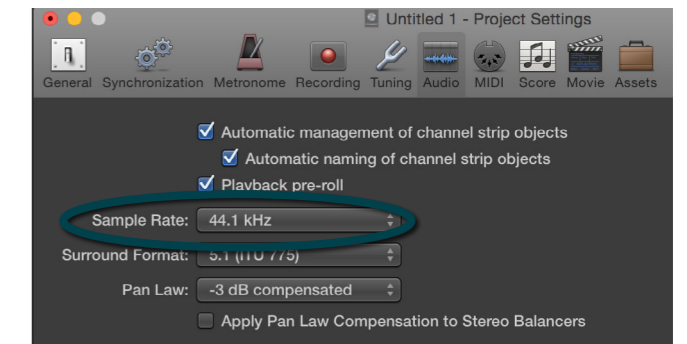 Untitled 1 - Project Settings
General Synchronization Metronome Recording Tuning Audio MIDI Score Movie Assets
Automatic management of channel strip objects
Automatic naming of channel strip objects
Playback pre-roll
Sample Rate: 44.1 kHz
Surround Format: 5.1 (ITU 775)
Pan Law: -3 dB compensated
Apply Pan Law Compensation to Stereo Balancers